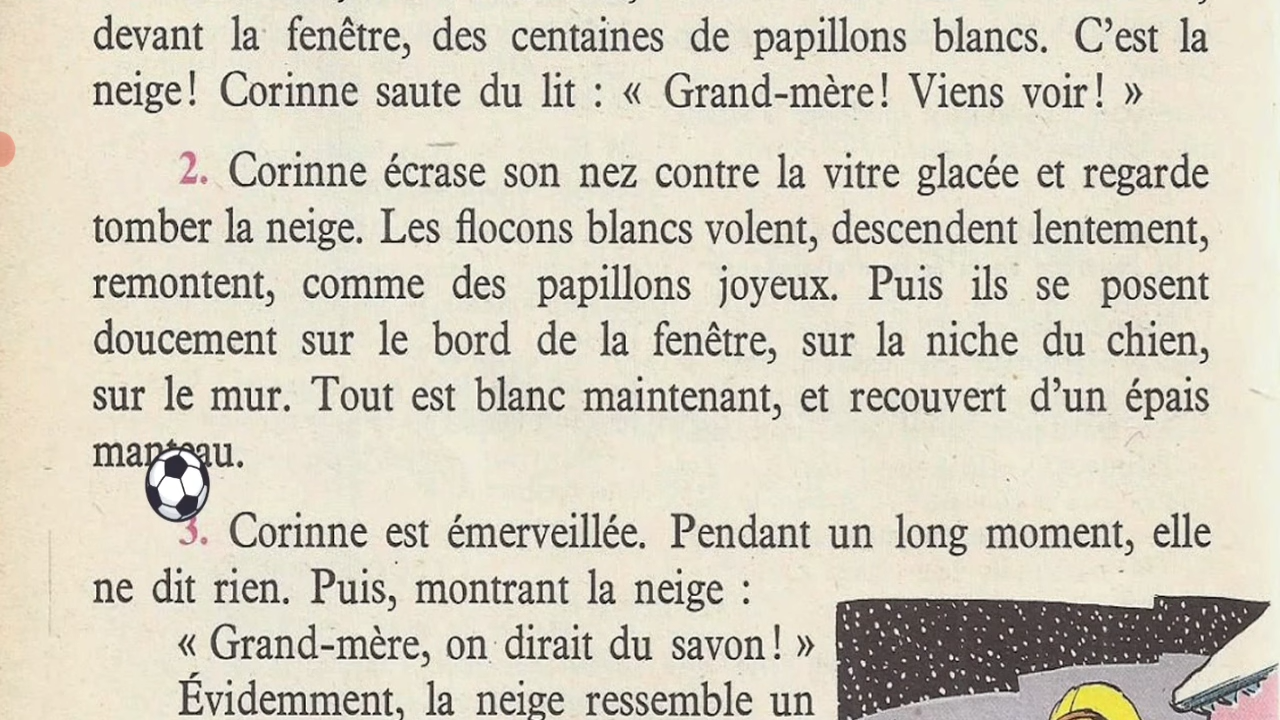 devant la fenêtre, des centaines de papillons blancs. C'est la
neige! Corinne saute du lit : « Grand-mère! Viens voir! »
2. Corinne écrase son nez contre la vitre glacée et regarde
tomber la neige. Les flocons blancs volent, descendent lentement,
remontent, comme des papillons joyeux. Puis ils se posent
doucement sur le bord de la fenêtre, sur la niche du chien,
sur le mur. Tout est blanc maintenant, et recouvert d'un épais
manteau.
3. Corinne est émerveillée. Pendant un long moment, elle
ne dit rien. Puis, montrant la neige :
« Grand-mère, on dirait du savon! »
Évidemment, la neige ressemble un